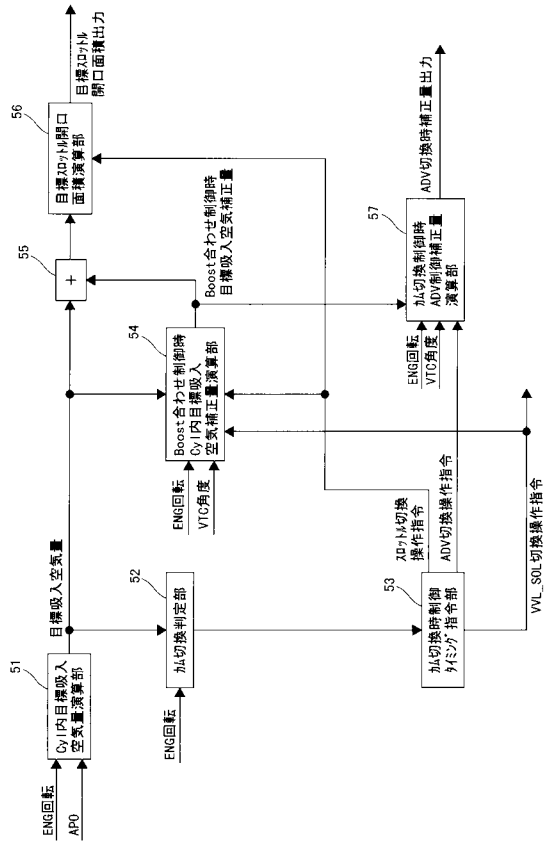 51
ENG回転
APO
Cyl内目標吸入
空気量演算部
目標吸入空気量
ENG回転
52
カム切換判定部
53
カム切換時制御
タイミング指令部
スロットル切換
操作指令
ADV切換操作指令
VVL_SOL切換操作指令
ENG回転
VTC角度
54
Boost合わせ制御時
Cyl内目標吸入
空気補正量演算部
Boost合わせ制御時
目標吸入空気補正量
55
+
56
目標スロットル開口
面積演算部
目標スロットル
開口面積出力
ENG回転
VTC角度
57
カム切換制御時
ADV制御補正量
演算部
ADV切換時補正量出力